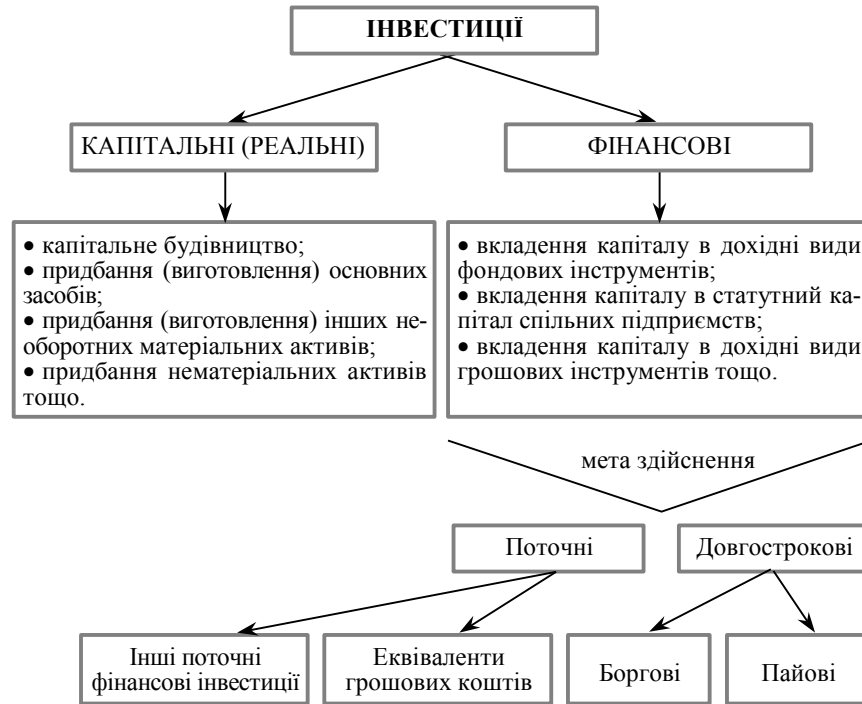 ІНВЕСТИЦІЇ
КАПІТАЛЬНІ (РЕАЛЬНІ)
ФІНАНСОВІ
• капітальне будівництво;
• придбання (виготовлення) основних
засобів;
• придбання (виготовлення) інших не-
оборотних матеріальних активів;
• придбання нематеріальних активів
тощо.
• вкладення капіталу в дохідні види
фондових інструментів;
• вкладення капіталу в статутний ка-
пітал спільних підприємств;
• вкладення капіталу в дохідні види
грошових інструментів тощо.
мета здійснення
Поточні
Довгострокові
Інші поточні
фінансові інвестиції
Еквіваленти
грошових коштів
Боргові
Пайові